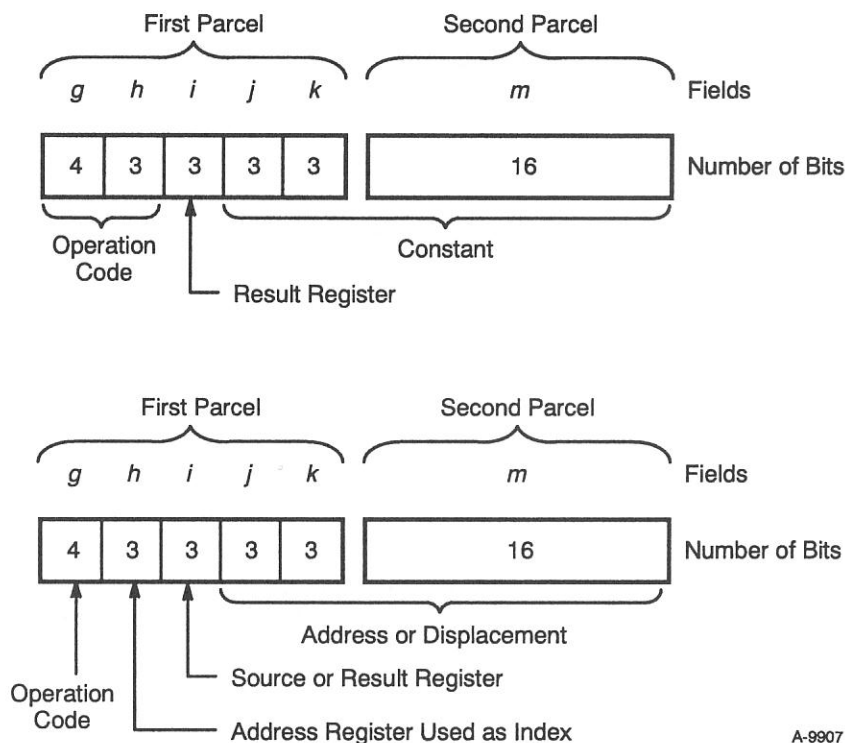 First Parcel Second Parcel
g h i j k m Fields
4 3 3 3 3 16 Number of Bits
Operation
Code
Constant
Result Register
First Parcel Second Parcel
g h i j k m Fields
4 3 3 3 3 16 Number of Bits
Address or Displacement
Source or Result Register
Operation
Code
Address Register Used as Index
A-9907